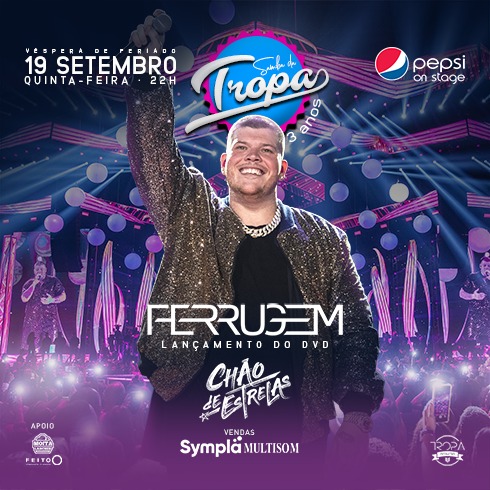 VÉSPERA DE FERIADO
19 SETEMBRO
QUINTA-FEIRA · 22H
Samba da
Tropa
3 anos
pepsi
on stage
FERRUGEM
LANÇAMENTO DO DVD
CHÃO
DE ESTRELAS
VENDAS
Sympla MULTISOM
APOIO
FEITO
TROPA